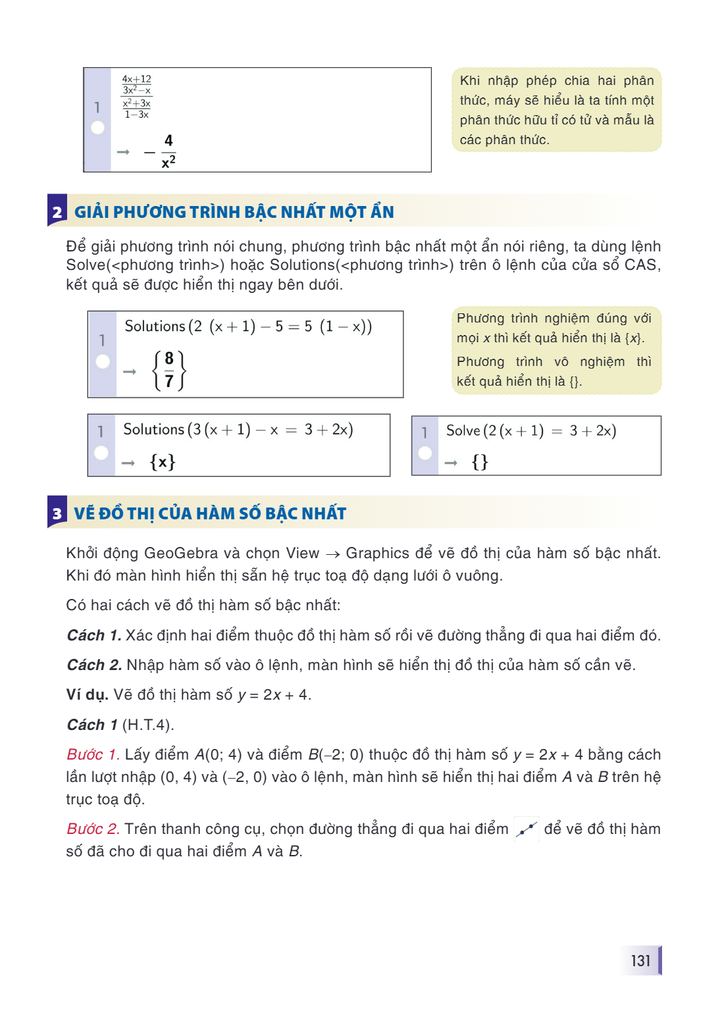 4x+12
3x²−x
x²+3x
1−3x
1
→ − 4/x²
Khi nhập phép chia hai phân
thức, máy sẽ hiểu là ta tính một
phân thức hữu tỉ có tử và mẫu là
các phân thức.
2 GIẢI PHƯƠNG TRÌNH BẬC NHẤT MỘT ẨN
Để giải phương trình nói chung, phương trình bậc nhất một ẩn nói riêng, ta dùng lệnh
Solve(<phương trình>) hoặc Solutions(<phương trình>) trên ô lệnh của cửa sổ CAS,
kết quả sẽ được hiển thị ngay bên dưới.
Solutions (2 (x + 1) − 5 = 5 (1 − x))
1
→ {8/7}
Phương trình nghiệm đúng với
mọi x thì kết quả hiển thị là {x}.
Phương trình vô nghiệm thì
kết quả hiển thị là {}.
1 Solutions (3 (x + 1) − x = 3 + 2x)
→ {x}
1 Solve (2 (x + 1) = 3 + 2x)
→ {}
3 VẼ ĐỒ THỊ CỦA HÀM SỐ BẬC NHẤT
Khởi động GeoGebra và chọn View → Graphics để vẽ đồ thị của hàm số bậc nhất.
Khi đó màn hình hiển thị sẵn hệ trục toạ độ dạng lưới ô vuông.
Có hai cách vẽ đồ thị hàm số bậc nhất:
Cách 1. Xác định hai điểm thuộc đồ thị hàm số rồi vẽ đường thẳng đi qua hai điểm đó.
Cách 2. Nhập hàm số vào ô lệnh, màn hình sẽ hiển thị đồ thị của hàm số cần vẽ.
Ví dụ. Vẽ đồ thị hàm số y = 2x + 4.
Cách 1 (H.T.4).
Bước 1. Lấy điểm A(0; 4) và điểm B(−2; 0) thuộc đồ thị hàm số y = 2x + 4 bằng cách
lần lượt nhập (0, 4) và (−2, 0) vào ô lệnh, màn hình sẽ hiển thị hai điểm A và B trên hệ
trục toạ độ.
Bước 2. Trên thanh công cụ, chọn đường thẳng đi qua hai điểm để vẽ đồ thị hàm
số đã cho đi qua hai điểm A và B.
131